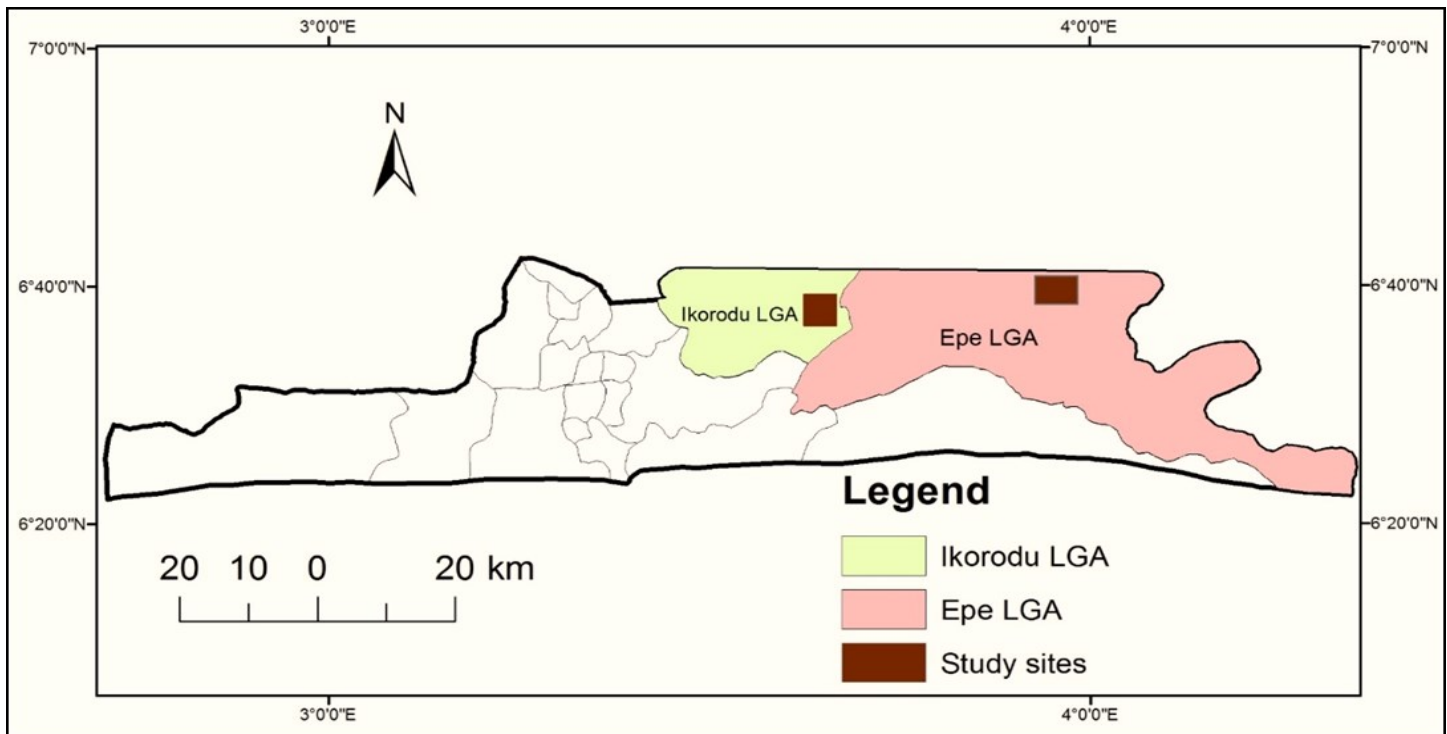 3°0'0"E 4°0'0"E
7°0'0"N 7°0'0"N
N
6°40'0"N 6°40'0"N
Ikorodu LGA
Epe LGA
Legend
6°20'0"N 6°20'0"N
Ikorodu LGA
20 10 0 20 km
Epe LGA
Study sites
3°0'0"E 4°0'0"E